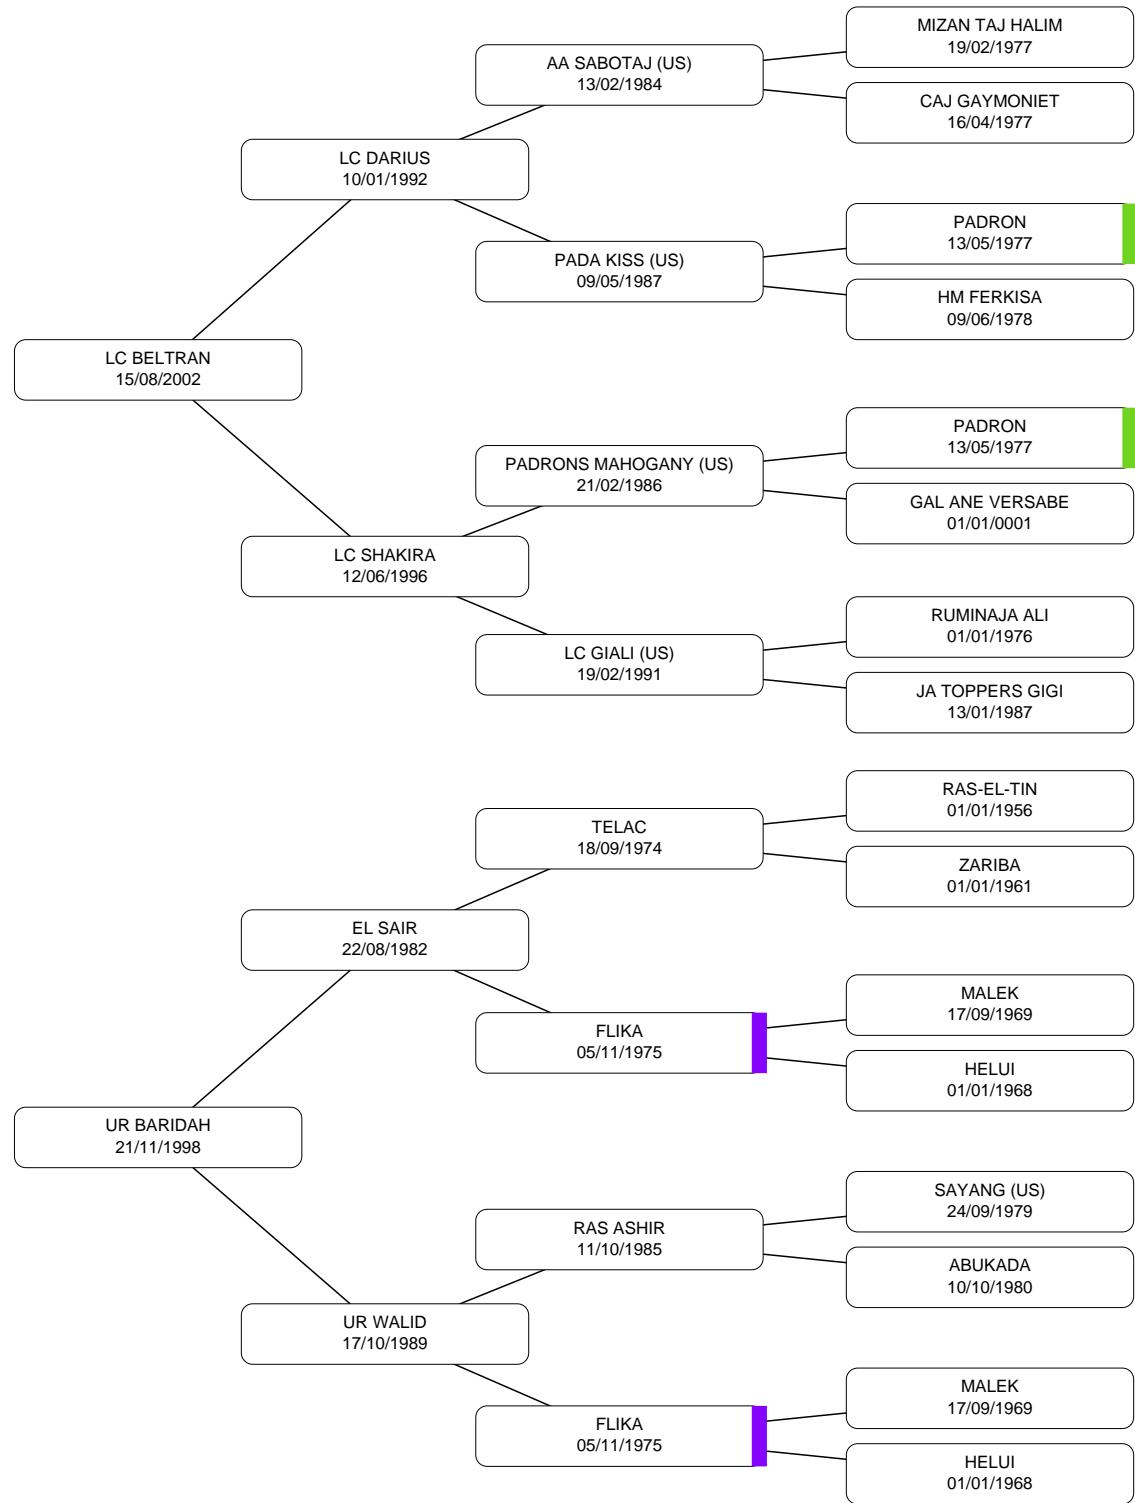 MIZAN TAJ HALIM
19/02/1977
AA SABOTAJ (US)
13/02/1984
CAJ GAYMONIET
16/04/1977
LC DARIUS
10/01/1992
PADRON
13/05/1977
PADA KISS (US)
09/05/1987
HM FERKISA
09/06/1978
LC BELTRAN
15/08/2002
PADRON
13/05/1977
PADRONS MAHOGANY (US)
21/02/1986
GAL ANE VERSABE
01/01/0001
LC SHAKIRA
12/06/1996
RUMINAJA ALI
01/01/1976
LC GIALI (US)
19/02/1991
JA TOPPERS GIGI
13/01/1987
RAS-EL-TIN
01/01/1956
TELAC
18/09/1974
ZARIBA
01/01/1961
EL SAIR
22/08/1982
MALEK
17/09/1969
FLIKA
05/11/1975
HELUI
01/01/1968
UR BARIDAH
21/11/1998
SAYANG (US)
24/09/1979
RAS ASHIR
11/10/1985
ABUKADA
10/10/1980
UR WALID
17/10/1989
MALEK
17/09/1969
FLIKA
05/11/1975
HELUI
01/01/1968